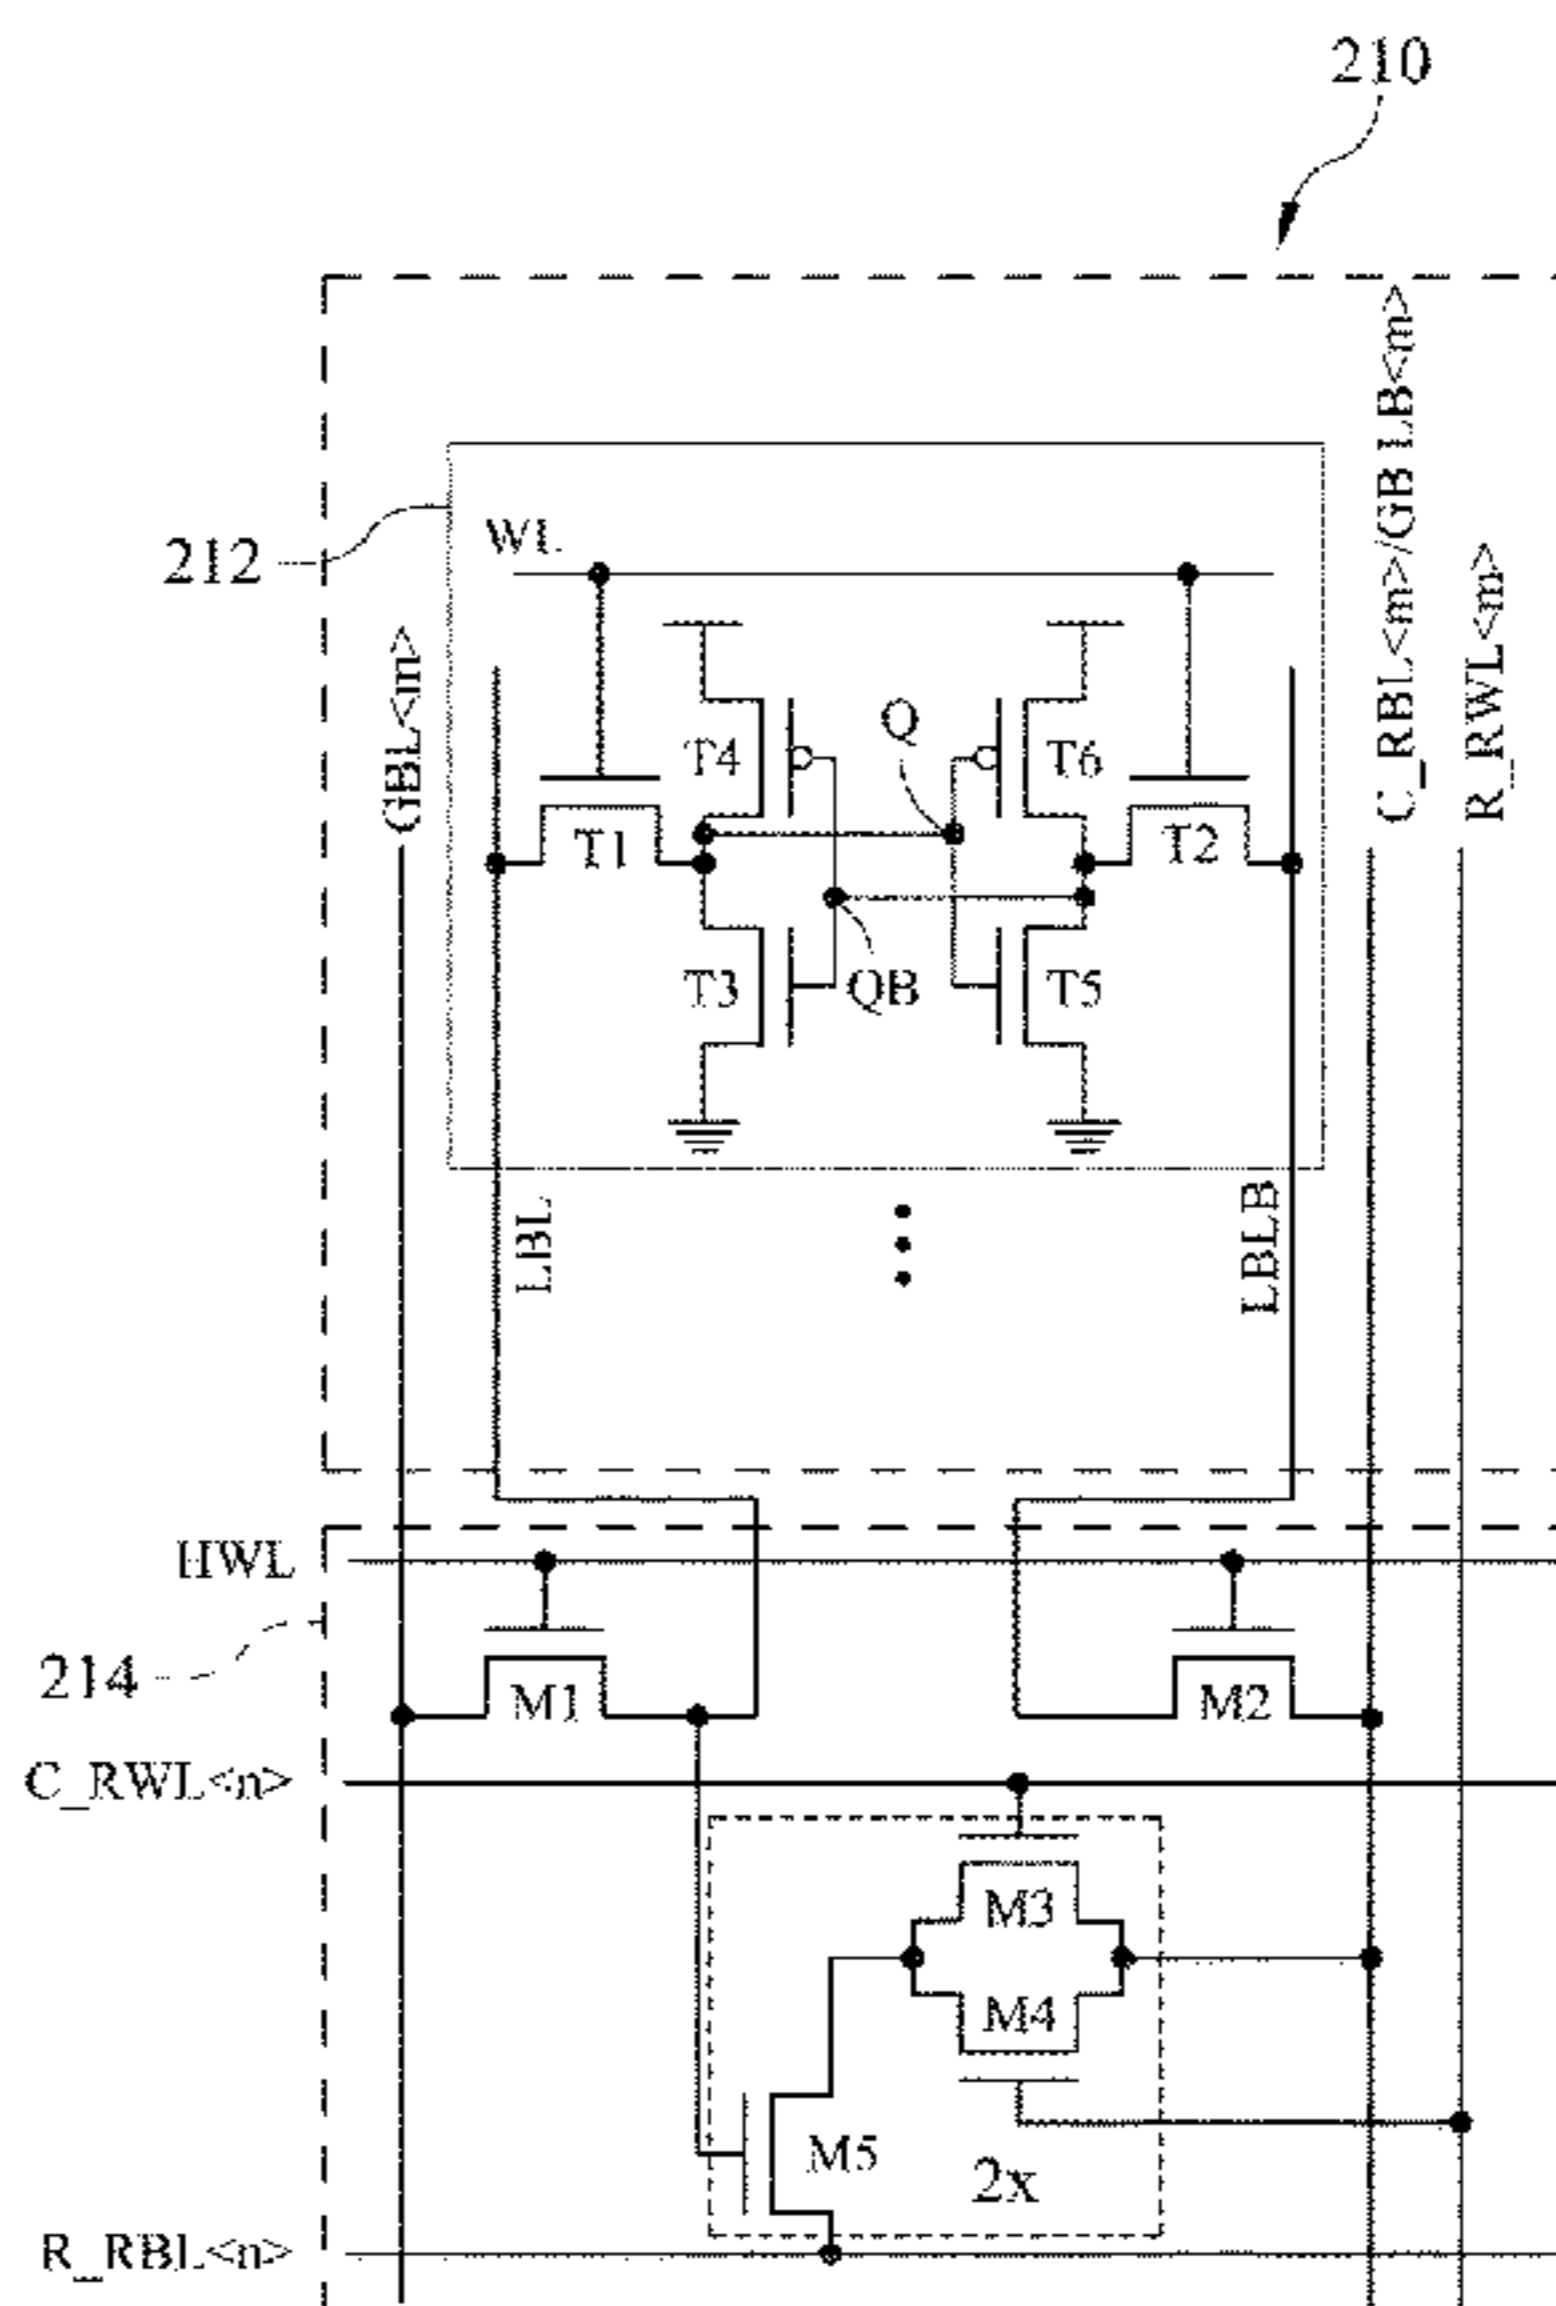 210
C_RBL<m>/GBLB<m>
R_RWL<m>
GBL<m>
212
WL
T4
Q
T6
T1
T2
T3
QB
T5
LBL
LBLB
HWL
214
M1
M2
C_RWL<n>
M3
M4
M5
2x
R_RBL<n>